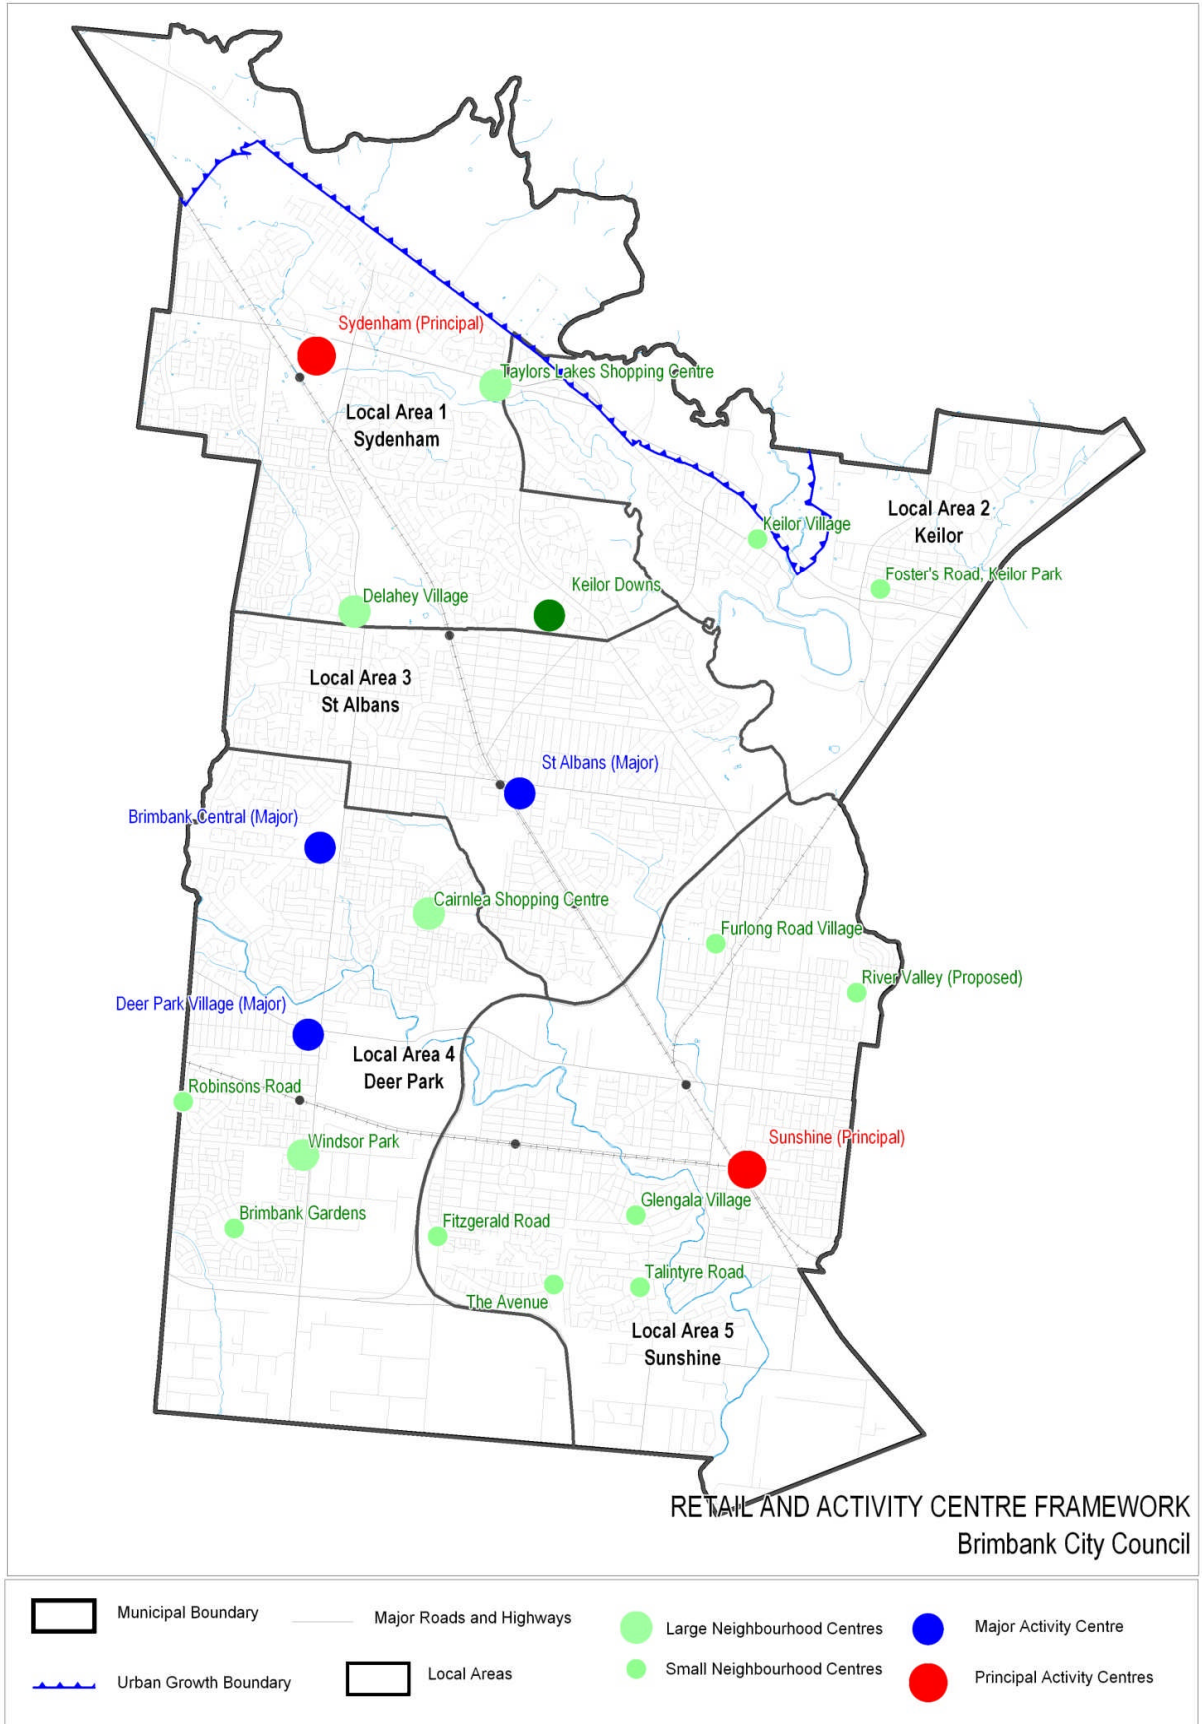 Sydenham (Principal)
Taylors Lakes Shopping Centre
Local Area 1
Sydenham
Local Area 2
Keilor
Keilor Village
Foster's Road, Keilor Park
Keilor Downs
Delahey Village
Local Area 3
St Albans
St Albans (Major)
Brimbank Central (Major)
Cairnlea Shopping Centre
Furlong Road Village
River Valley (Proposed)
Deer Park Village (Major)
Local Area 4
Deer Park
Robinsons Road
Windsor Park
Sunshine (Principal)
Glengala Village
Brimbank Gardens
Fitzgerald Road
Talintyre Road
The Avenue
Local Area 5
Sunshine
RETAIL AND ACTIVITY CENTRE FRAMEWORK
Brimbank City Council
Municipal Boundary
Major Roads and Highways
Large Neighbourhood Centres
Major Activity Centre
Urban Growth Boundary
Local Areas
Small Neighbourhood Centres
Principal Activity Centres